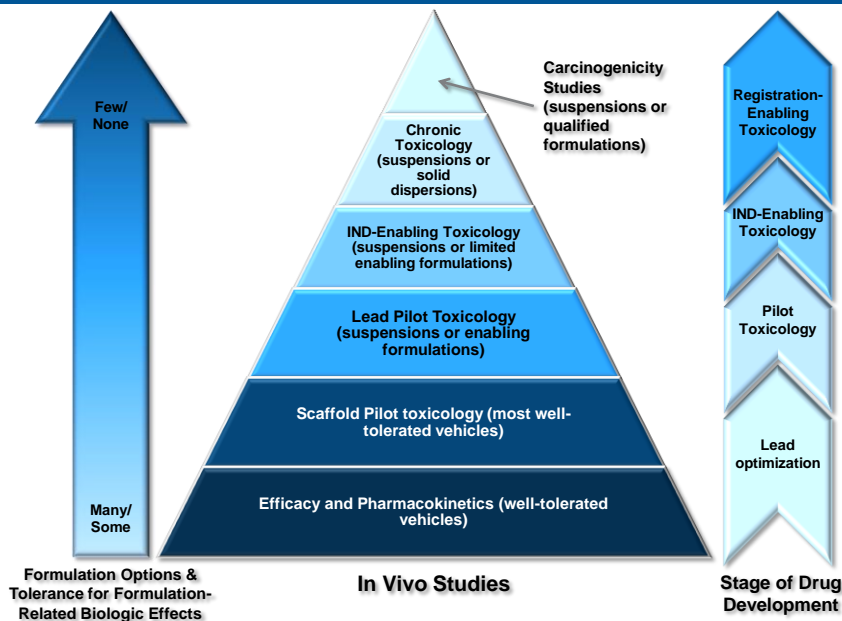 Few/
None
Many/
Some
Formulation Options &
Tolerance for Formulation-
Related Biologic Effects
Carcinogenicity
Studies
(suspensions or
qualified
formulations)
Chronic
Toxicology
(suspensions or
solid
dispersions)
IND-Enabling Toxicology
(suspensions or limited
enabling formulations)
Lead Pilot Toxicology
(suspensions or enabling
formulations)
Scaffold Pilot toxicology (most well-
tolerated vehicles)
Efficacy and Pharmacokinetics (well-tolerated
vehicles)
In Vivo Studies
Registration-
Enabling
Toxicology
IND-Enabling
Toxicology
Pilot
Toxicology
Lead
optimization
Stage of Drug
Development